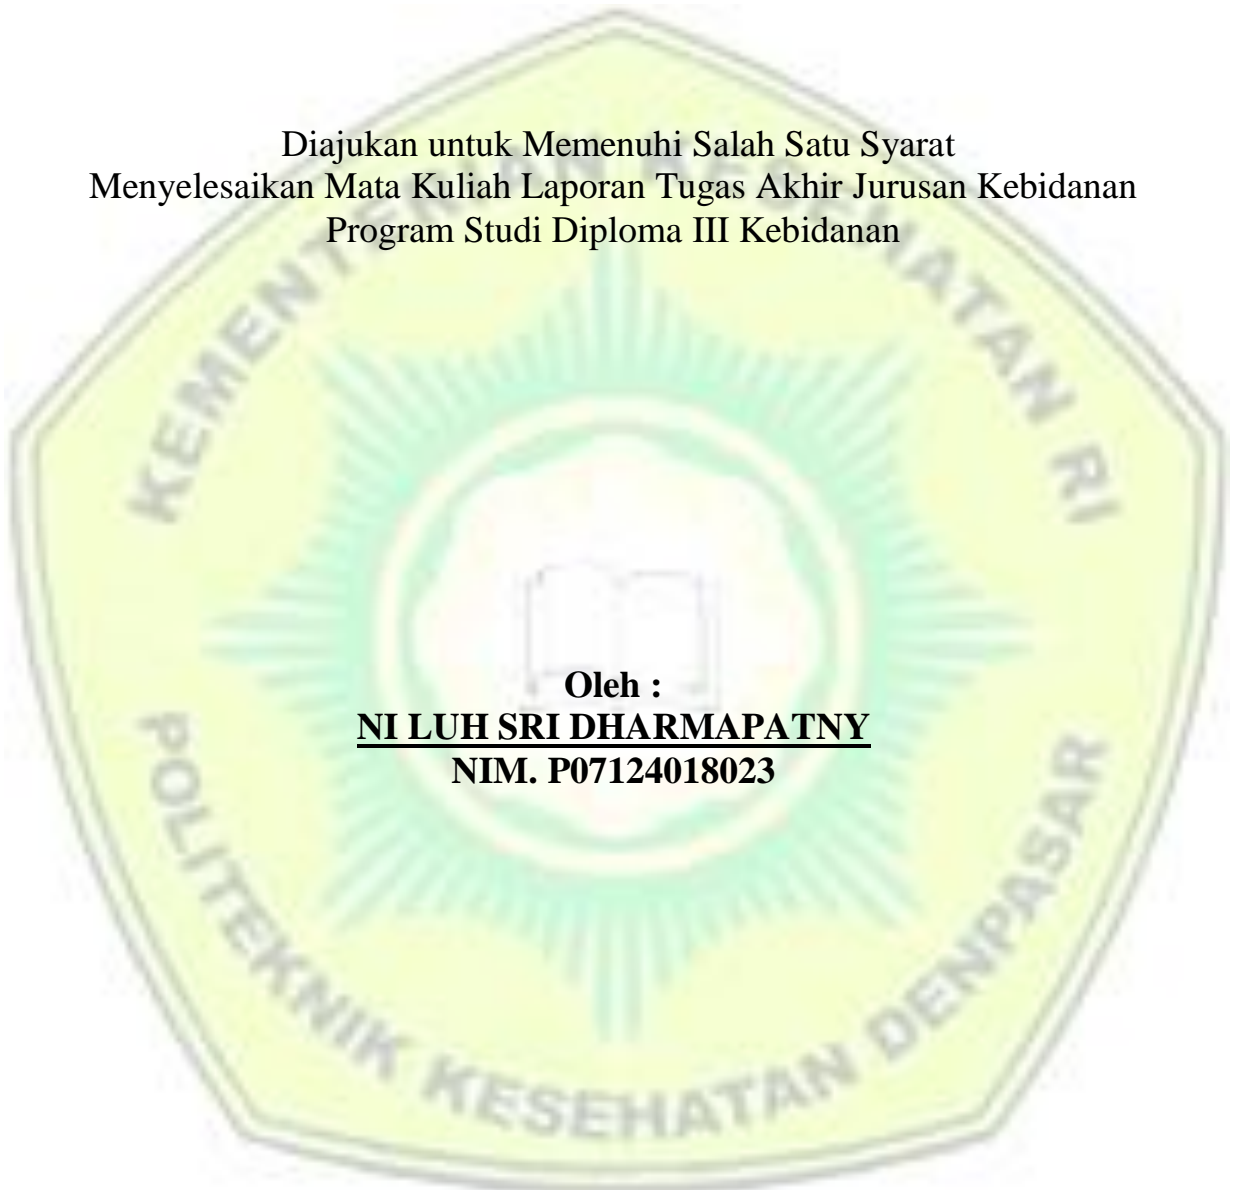 Diajukan untuk Memenuhi Salah Satu Syarat
Menyelesaikan Mata Kuliah Laporan Tugas Akhir Jurusan Kebidanan
Program Studi Diploma III Kebidanan
KEMENTERIAN KESEHATAN RI
Oleh :
NI LUH SRI DHARMAPATNY
NIM. P07124018023
POLITEKNIK KESEHATAN DENPASAR